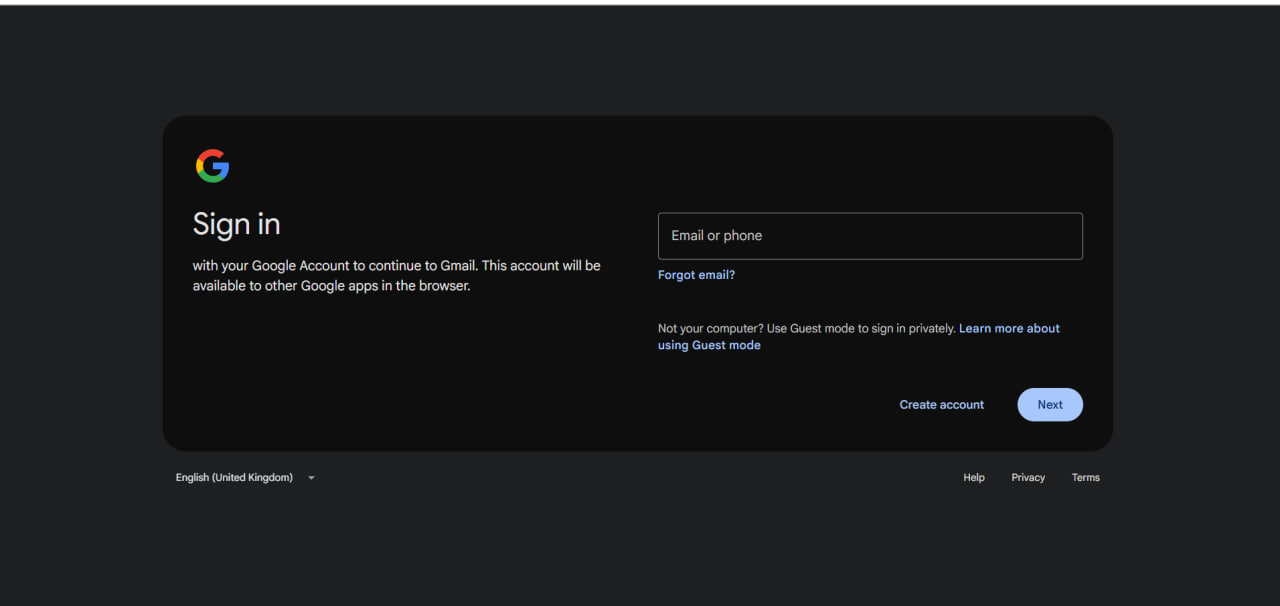 Sign in
with your Google Account to continue to Gmail. This account will be
available to other Google apps in the browser.
Email or phone
Forgot email?
Not your computer? Use Guest mode to sign in privately. Learn more about
using Guest mode
Create account
Next
English (United Kingdom)
Help
Privacy
Terms